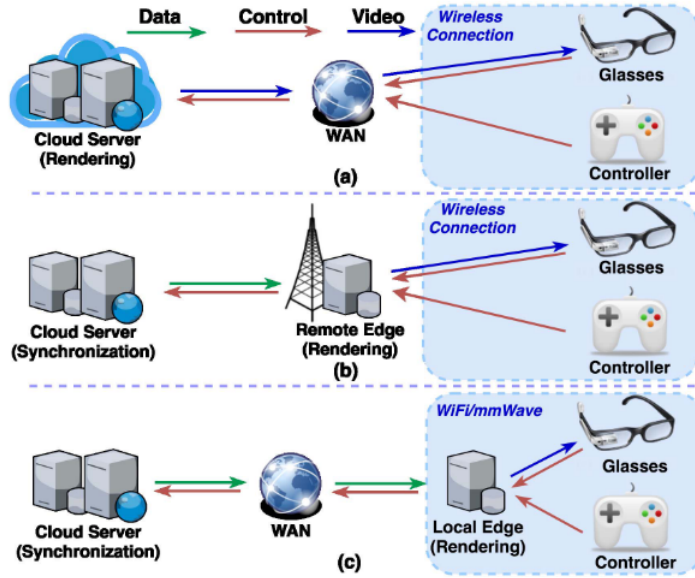 Data Control Video
Wireless
Connection
Glasses
Cloud Server
(Rendering)
WAN
Controller
(a)
Wireless
Connection
Glasses
Cloud Server
(Synchronization)
Remote Edge
(Rendering)
Controller
(b)
WiFi/mmWave
Glasses
Cloud Server
(Synchronization)
WAN
Local Edge
(Rendering)
Controller
(c)